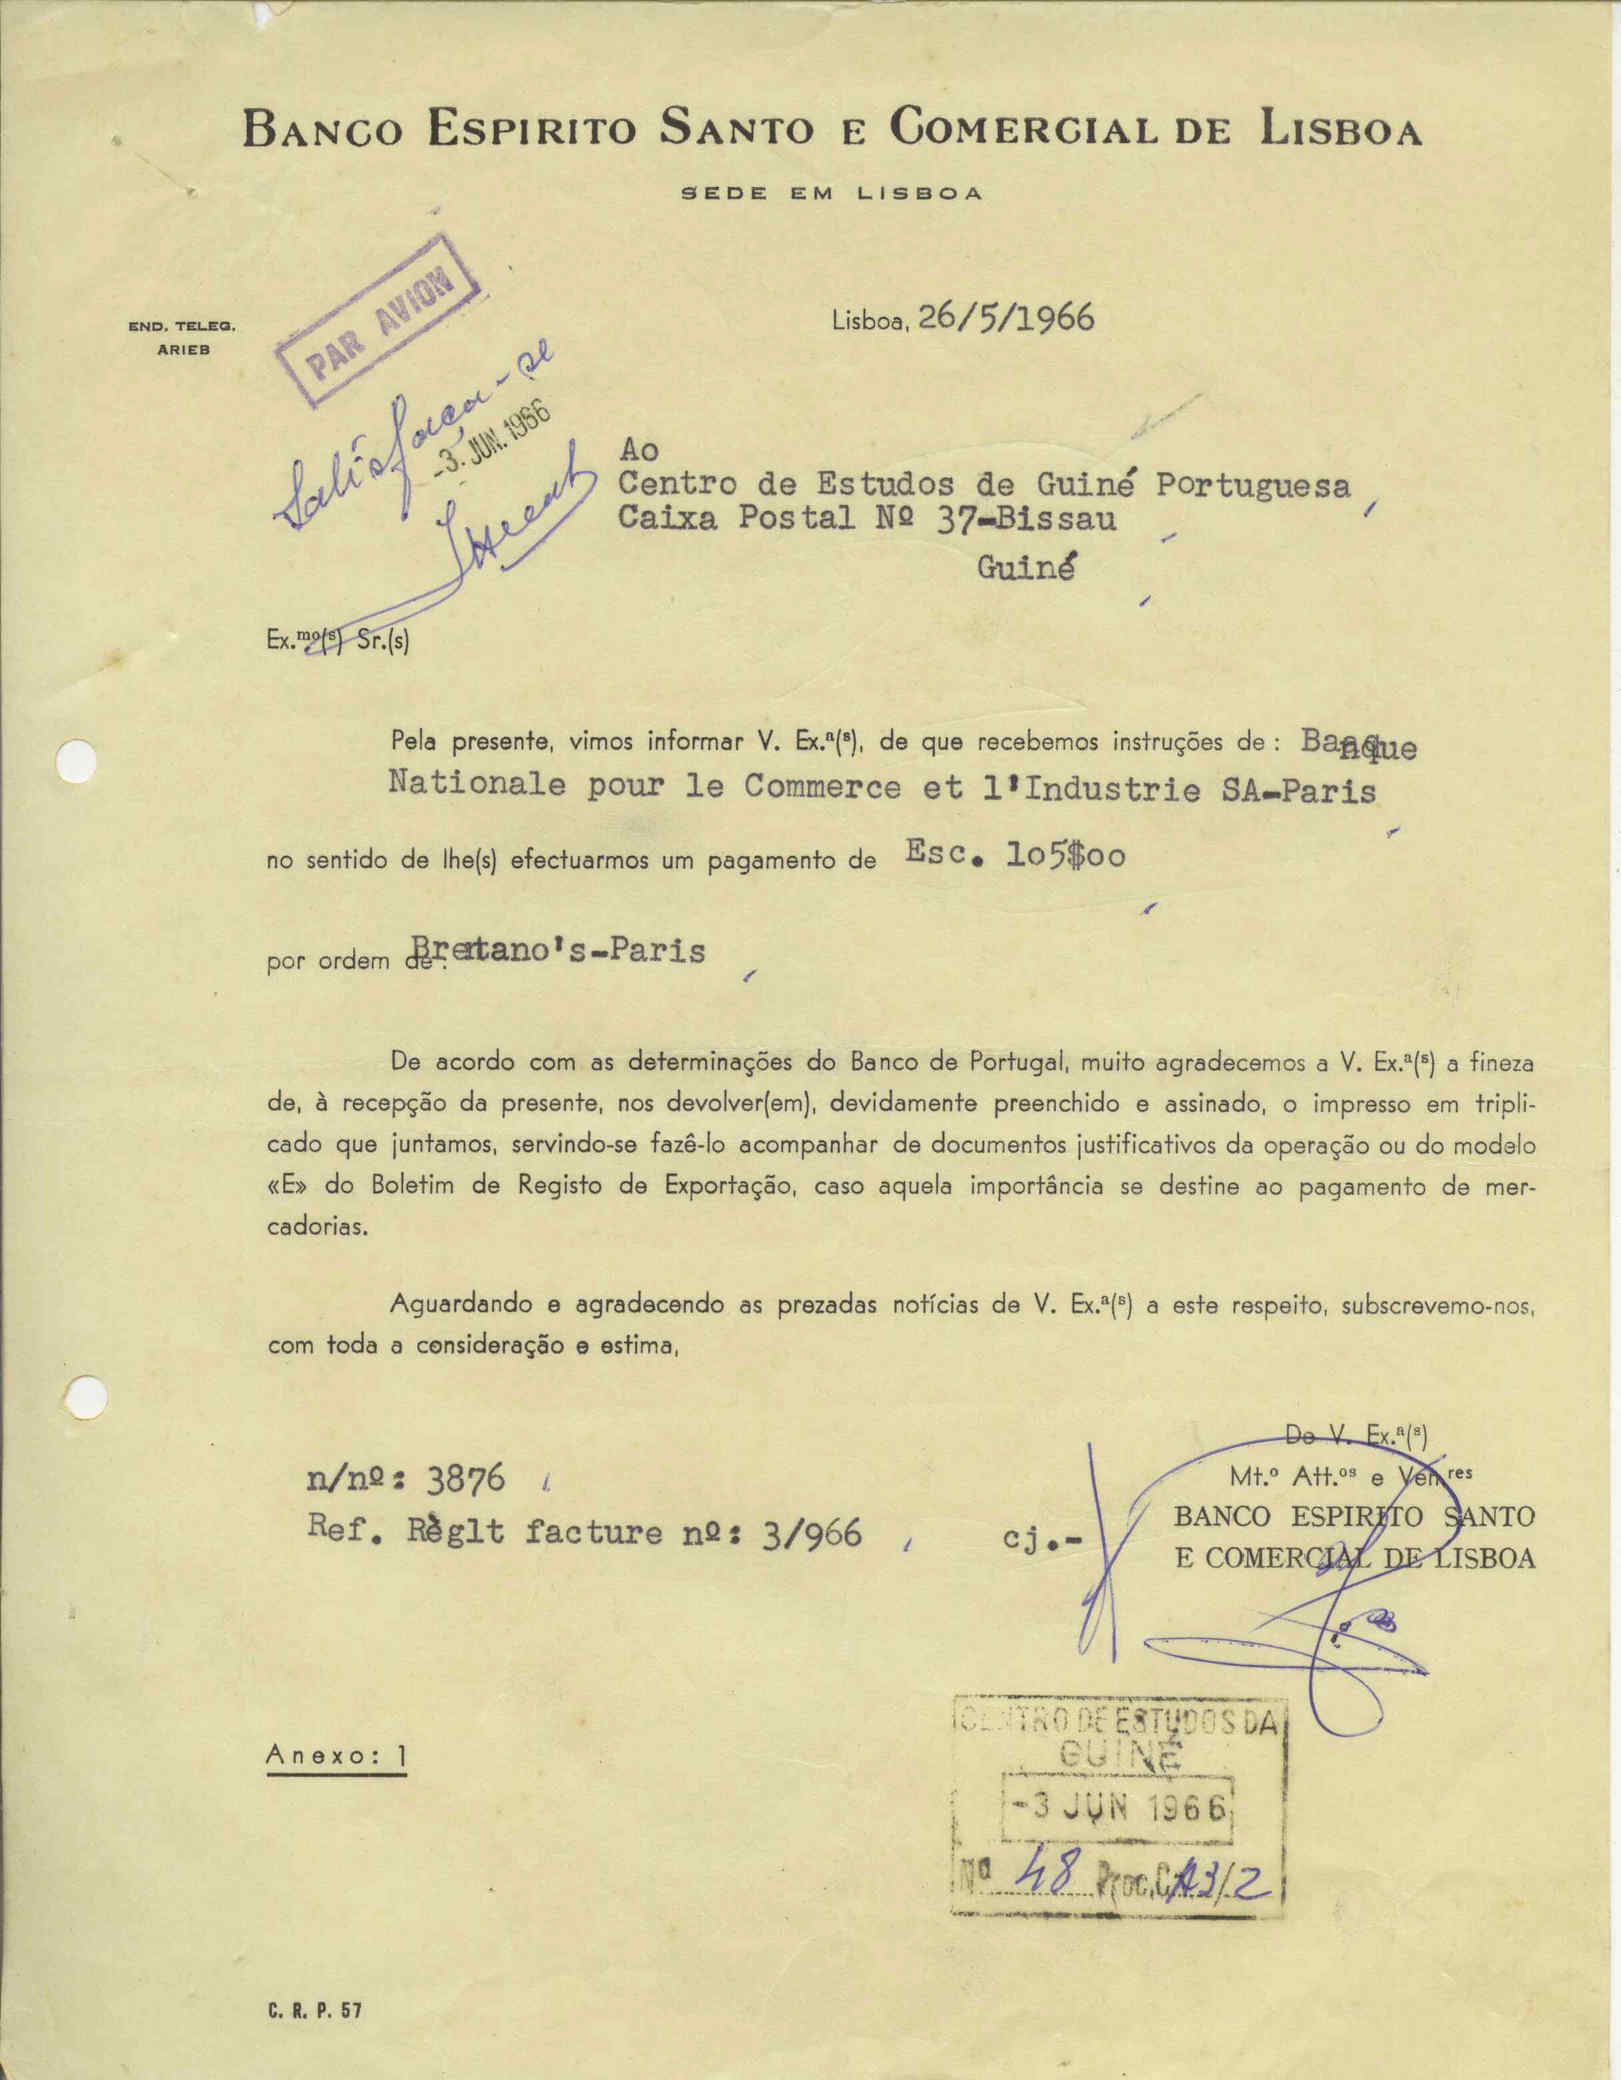 BANCO ESPIRITO SANTO E COMERCIAL DE LISBOA
SEDE EM LISBOA
END. TELEG.
ARIEB
PAR AVION
Lisboa, 26/5/1966
Satisfaça-se
-3. JUN. 1966
Ao
Centro de Estudos de Guiné Portuguesa
Caixa Postal Nº 37-Bissau
Guiné
Ex.mo(s) Sr.(s)
Pela presente, vimos informar V. Ex.ª(s), de que recebemos instruções de : Banque
Nationale pour le Commerce et l'Industrie SA-Paris
no sentido de lhe(s) efectuarmos um pagamento de Esc. 1o5$oo
por ordem de : Brentano's-Paris
De acordo com as determinações do Banco de Portugal, muito agradecemos a V. Ex.ª(s) a fineza
de, à recepção da presente, nos devolver(em), devidamente preenchido e assinado, o impresso em tripli-
cado que juntamos, servindo-se fazê-lo acompanhar de documentos justificativos da operação ou do modelo
«E» do Boletim de Registo de Exportação, caso aquela importância se destine ao pagamento de mer-
cadorias.
Aguardando e agradecendo as prezadas notícias de V. Ex.ª(s) a este respeito, subscrevemo-nos,
com toda a consideração e estima,
De V. Ex.ª(s)
Mt.º Att.os e Ven.res
BANCO ESPIRITO SANTO
E COMERCIAL DE LISBOA
n/nº: 3876
Ref. Règlt facture nº: 3/966
cj.-
Anexo: 1
CENTRO DE ESTUDOS DA
GUINÉ
-3 JUN 1966
Nº 48 Proc. CA3/2
C. R. P. 57